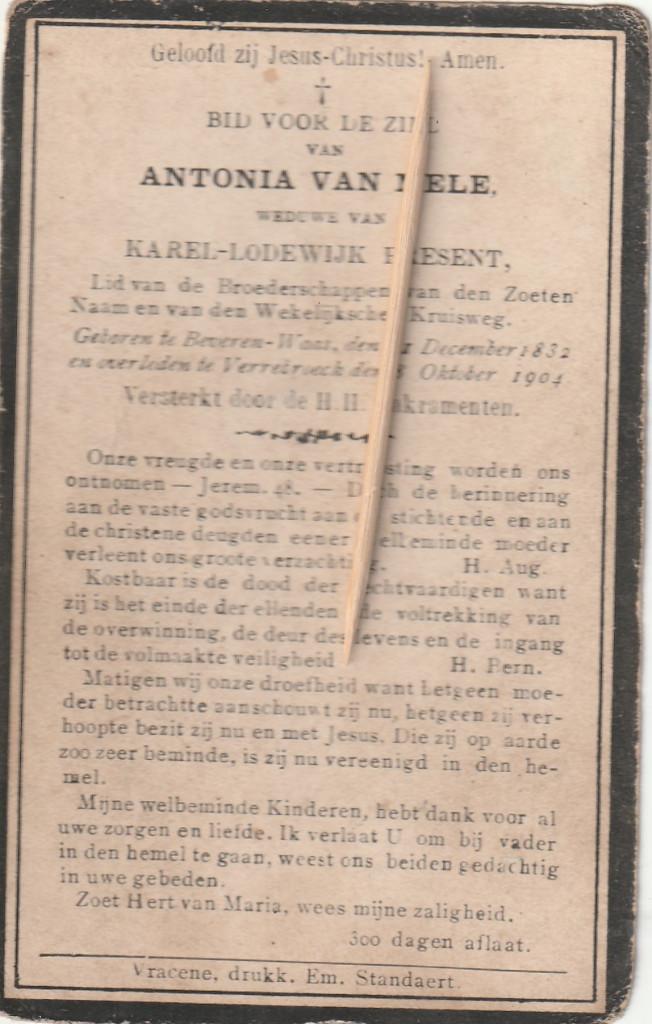 Geloofd zij Jesus-Christus! Amen.
†
BID VOOR DE
VAN
ANTONIA VAN
WEDUWE VAN
KAREL-LODEWIJK
Lid van de Broederschappen van den Zoeten
Naam en van den Wekelijkschen Kruisweg.
Geboren te Beveren-Waas, den December 1832
en overleden te Verrebroeck den Oktober 1904
Versterkt door de H.H.
Onze vreugde en onze worden ons
ontnomen — Jerem. 48. — de herinnering
aan de vaste godsvrucht aan stichtende en aan
de christene deugden eener moeder
verleent ons groote verzachting. H. Aug.
Kostbaar is de dood der want
zij is het einde der ellenden de voltrekking van
de overwinning, de deur des levens en de ingang
tot de volmaakte veiligheid H. Bern.
Matigen wij onze droefheid want hetgeen moe-
der betrachtte aanschouwt zij nu, hetgeen zij ver-
hoopte bezit zij nu en met Jesus. Die zij op aarde
zoo zeer beminde, is zij nu vereenigd in den he-
mel.
Mijne welbeminde Kinderen, hebt dank voor al
uwe zorgen en liefde. Ik verlaat U om bij vader
in den hemel te gaan, weest ons beiden gedachtig
in uwe gebeden.
Zoet Hert van Maria, wees mijne zaligheid.
300 dagen aflaat.
Vracene, drukk. Em. Standaert.